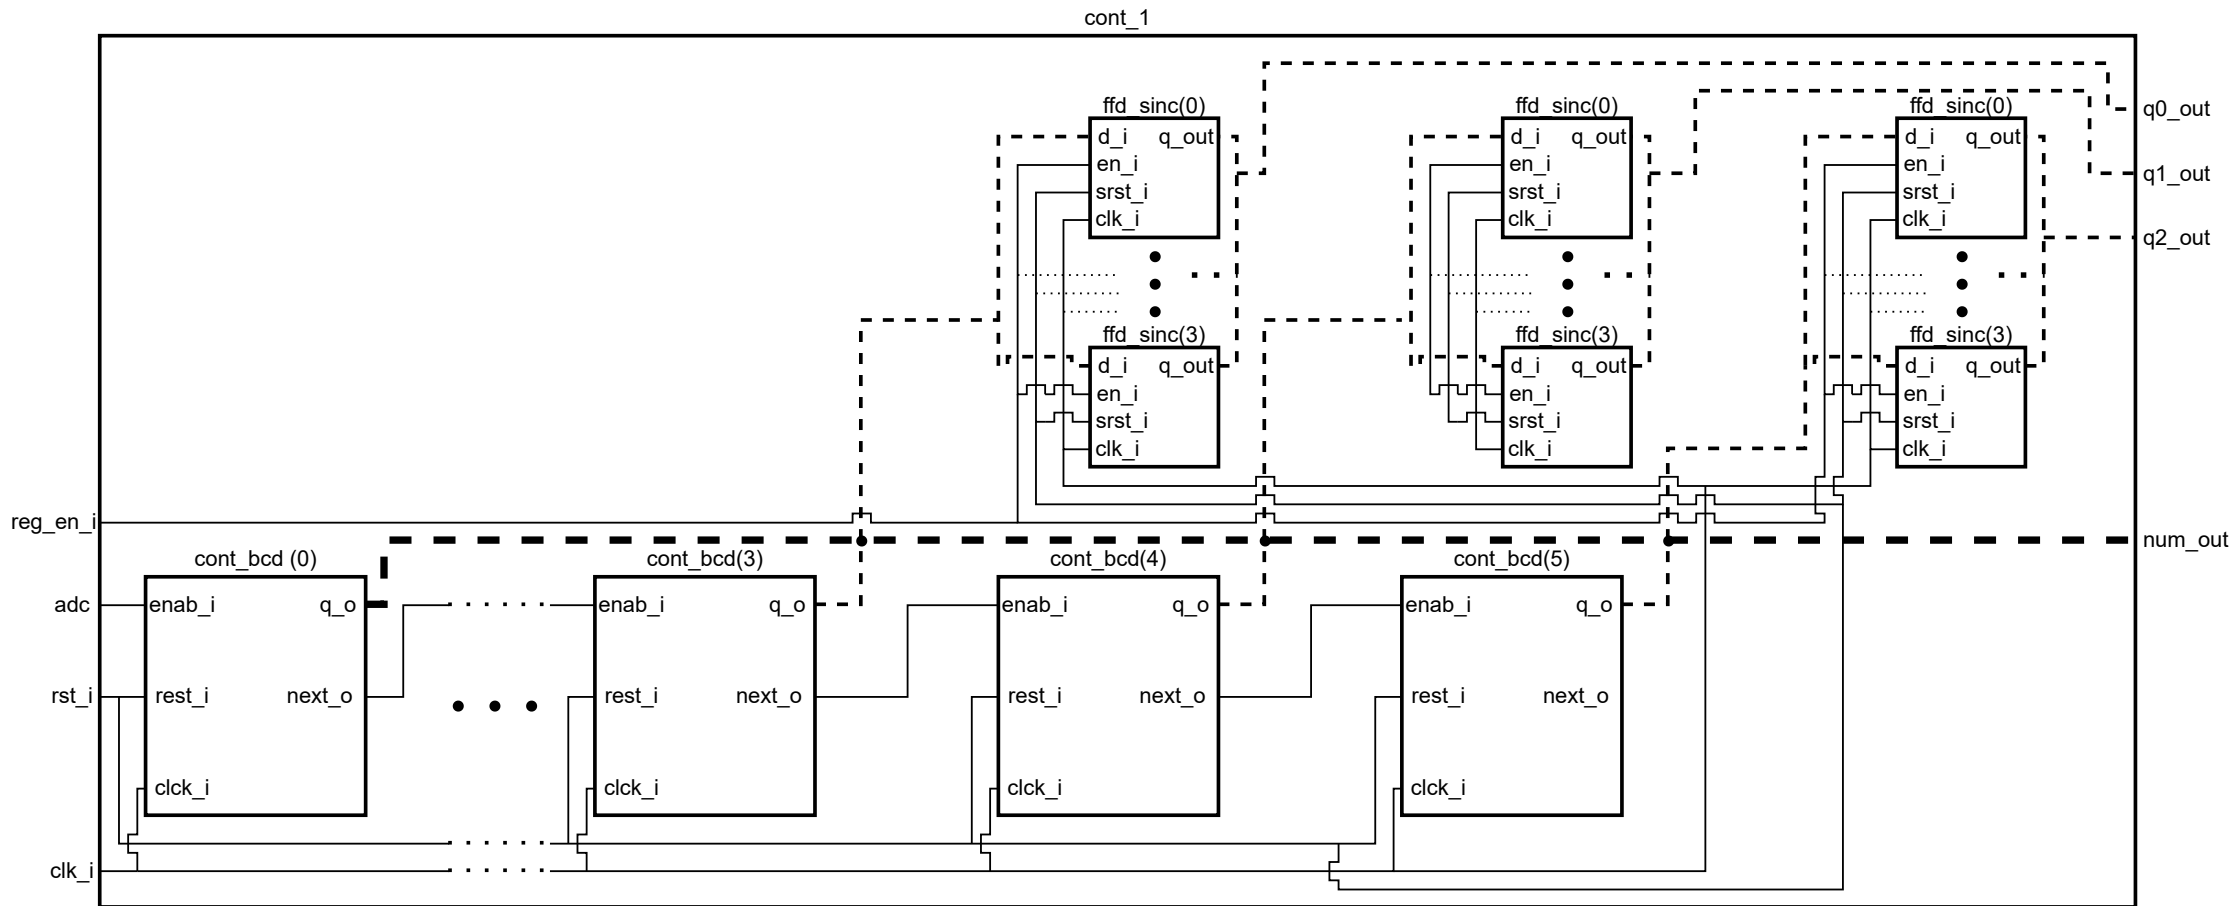 cont_1
ffd_sinc(0)
d_i
q_out
en_i
srst_i
clk_i
ffd_sinc(3)
d_i
q_out
en_i
srst_i
clk_i
ffd_sinc(0)
d_i
q_out
en_i
srst_i
clk_i
ffd_sinc(3)
d_i
q_out
en_i
srst_i
clk_i
ffd_sinc(0)
d_i
q_out
en_i
srst_i
clk_i
ffd_sinc(3)
d_i
q_out
en_i
srst_i
clk_i
q0_out
q1_out
q2_out
num_out
reg_en_i
adc
rst_i
clk_i
cont_bcd (0)
enab_i
q_o
rest_i
next_o
clck_i
cont_bcd(3)
enab_i
q_o
rest_i
next_o
clck_i
cont_bcd(4)
enab_i
q_o
rest_i
next_o
clck_i
cont_bcd(5)
enab_i
q_o
rest_i
next_o
clck_i